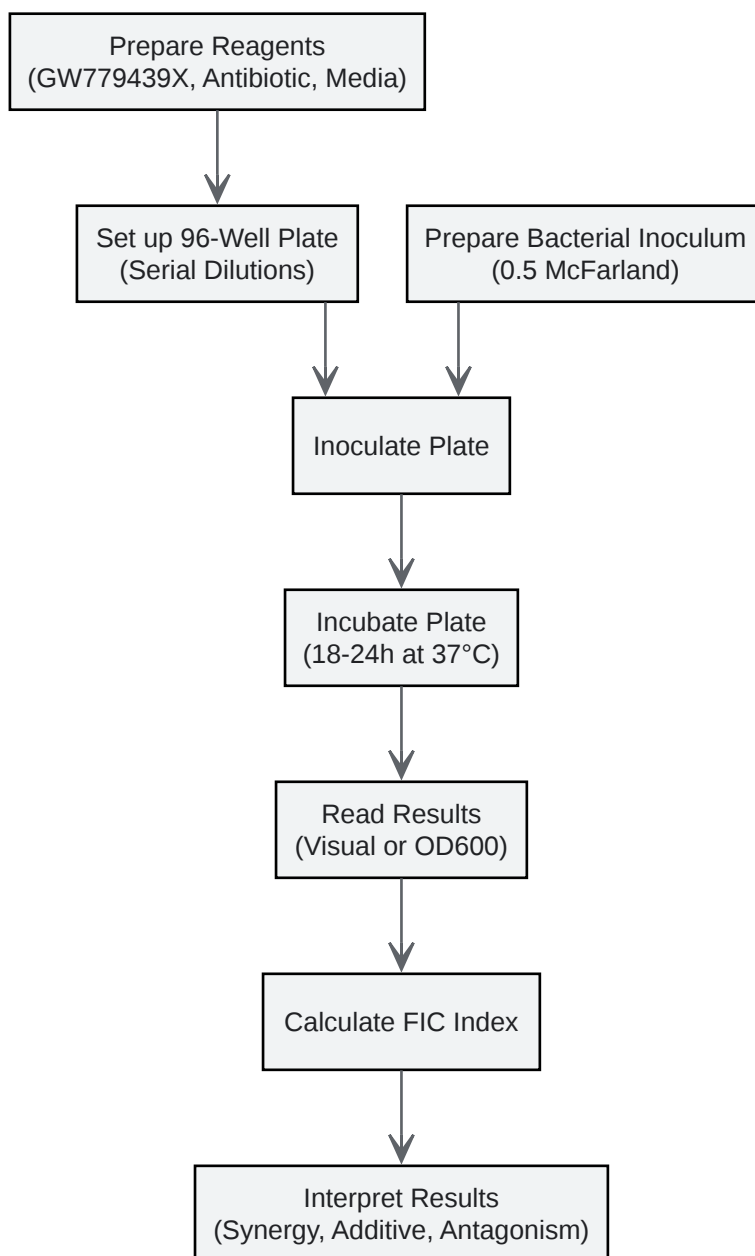 Prepare Reagents
(GW779439X, Antibiotic, Media)
Set up 96-Well Plate
(Serial Dilutions)
Prepare Bacterial Inoculum
(0.5 McFarland)
Inoculate Plate
Incubate Plate
(18-24h at 37°C)
Read Results
(Visual or OD600)
Calculate FIC Index
Interpret Results
(Synergy, Additive, Antagonism)